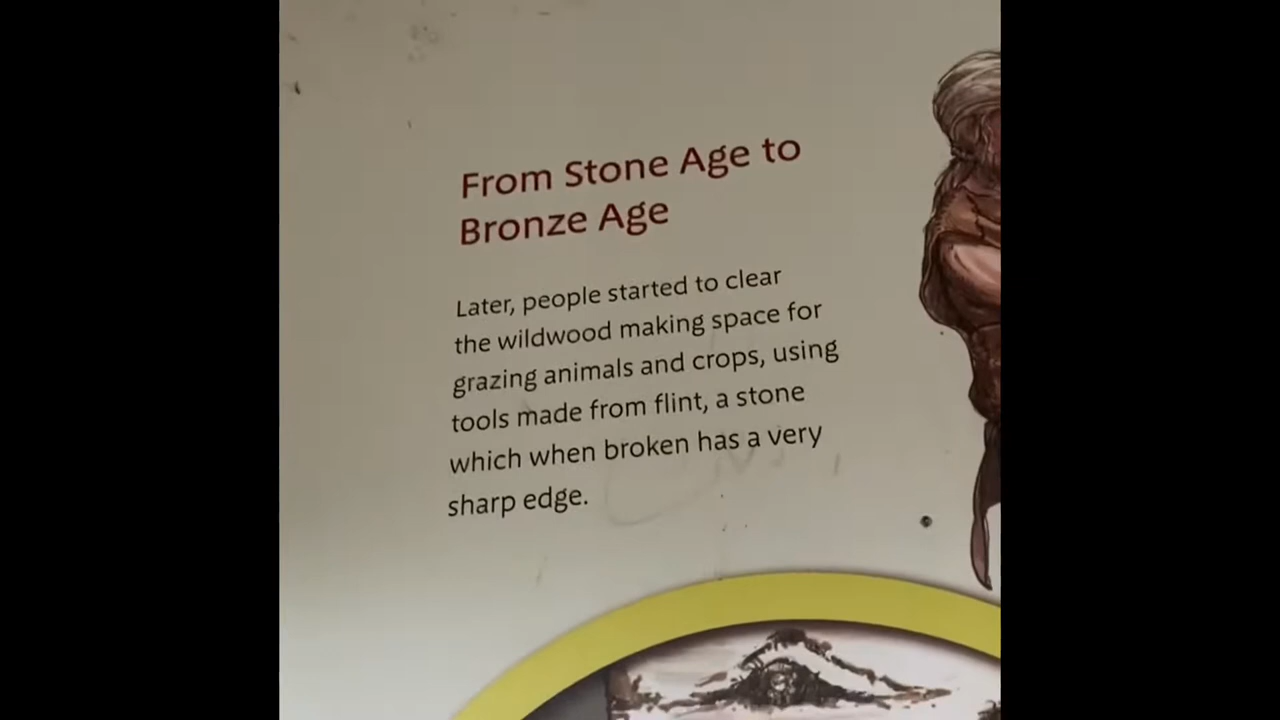 From Stone Age to
Bronze Age
Later, people started to clear
the wildwood making space for
grazing animals and crops, using
tools made from flint, a stone
which when broken has a very
sharp edge.